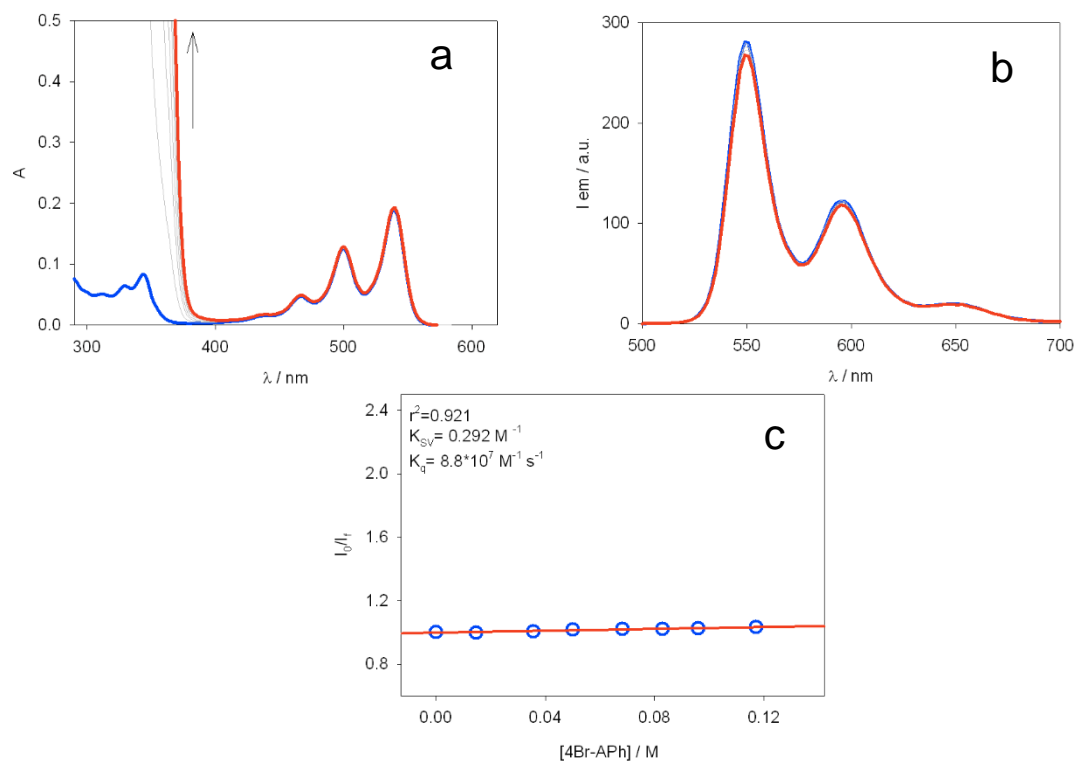 a
0.5
0.4
0.3
0.2
0.1
0.0
A
300
400
500
600
λ / nm
b
300
200
100
0
I em / a.u.
500
550
600
650
700
λ / nm
c
r²=0.921
K_SV= 0.292 M⁻¹
K_q= 8.8*10⁷ M⁻¹ s⁻¹
2.4
2.0
1.6
1.2
0.8
I₀/I_f
0.00
0.04
0.08
0.12
[4Br-APh] / M